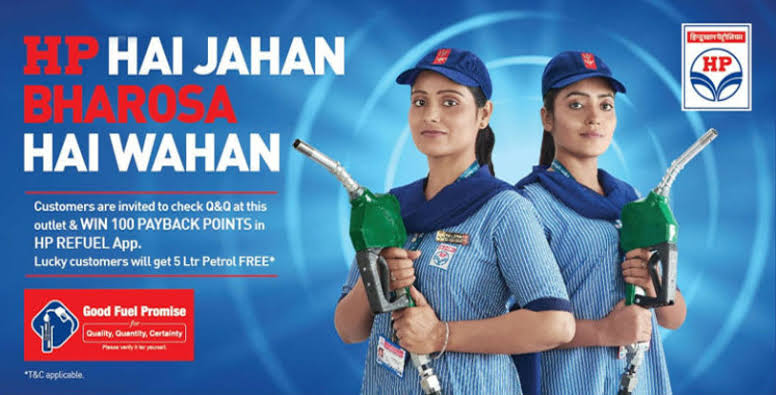 HP HAI JAHAN
BHAROSA
HAI WAHAN
Customers are invited to check Q&Q at this
outlet & WIN 100 PAYBACK POINTS in
HP REFUEL App.
Lucky customers will get 5 Ltr Petrol FREE*
Good Fuel Promise
for
Quality, Quantity, Certainty
Please verify it for yourself.
*T&C applicable.
हिन्दुस्तान पेट्रोलियम
HP